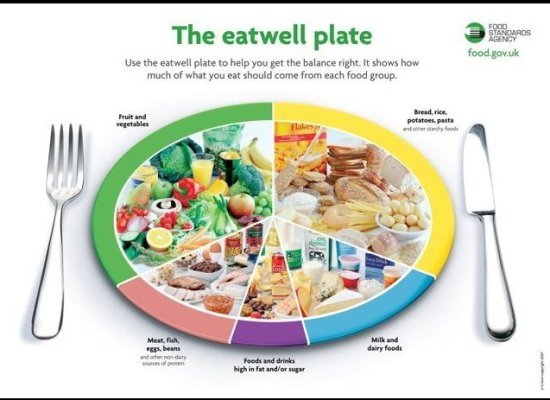 The eatwell plate
FOOD
STANDARDS
AGENCY
food.gov.uk
Use the eatwell plate to help you get the balance right. It shows how
much of what you eat should come from each food group.
Fruit and
vegetables
Bread, rice,
potatoes, pasta
and other starchy foods
Flakes
Meat, fish,
eggs, beans
and other non-dairy
sources of protein
Foods and drinks
high in fat and/or sugar
Milk and
dairy foods
© Crown copyright 2007